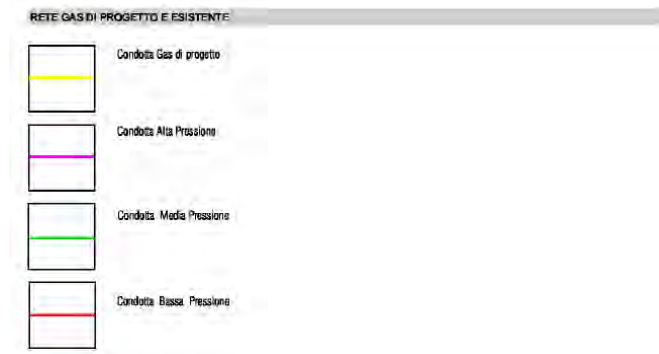 RETE GAS DI PROGETTO E ESISTENTE
Condotta Gas di progetto
Condotta Alta Pressione
Condotta Media Pressione
Condotta Bassa Pressione